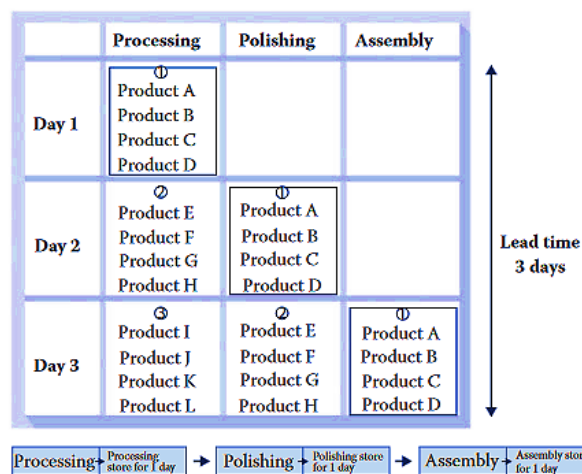 Processing Polishing Assembly
Day 1
①
Product A
Product B
Product C
Product D
Day 2
②
Product E
Product F
Product G
Product H
①
Product A
Product B
Product C
Product D
Day 3
③
Product I
Product J
Product K
Product L
②
Product E
Product F
Product G
Product H
①
Product A
Product B
Product C
Product D
Lead time
3 days
Processing
Processing
store for 1 day
Polishing
Polishing store
for 1 day
Assembly
Assembly store
for 1 day